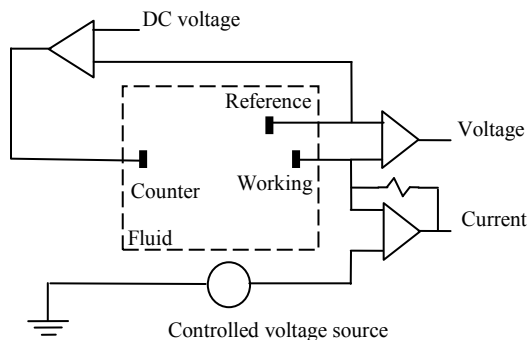 DC voltage
Reference
Voltage
Counter
Working
Current
Fluid
Controlled voltage source